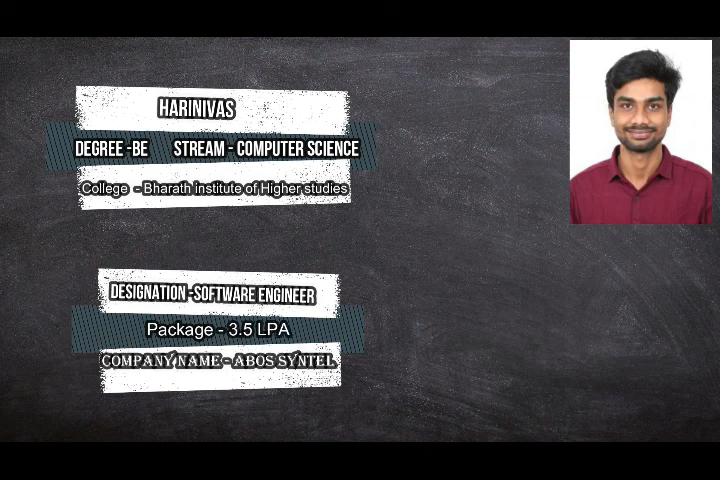 HARINIVAS
DEGREE -BE STREAM - COMPUTER SCIENCE
College - Bharath institute of Higher studies
DESIGNATION -SOFTWARE ENGINEER
Package - 3.5 LPA
COMPANY NAME - ABOS SYNTEL